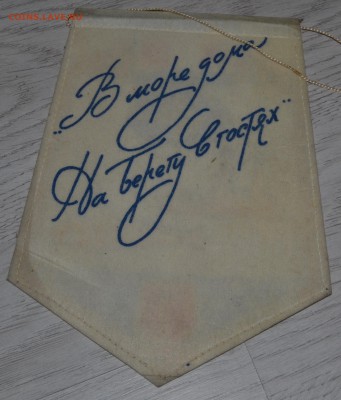 „В море дома
На берегу в гостях"